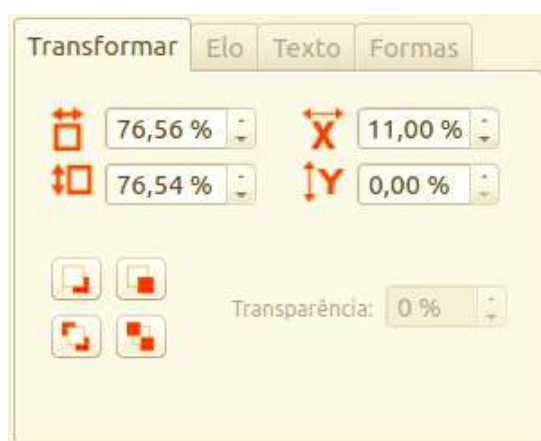 Transformar Elo Texto Formas
76,56 % X 11,00 %
76,54 % Y 0,00 %
Transparência: 0 %